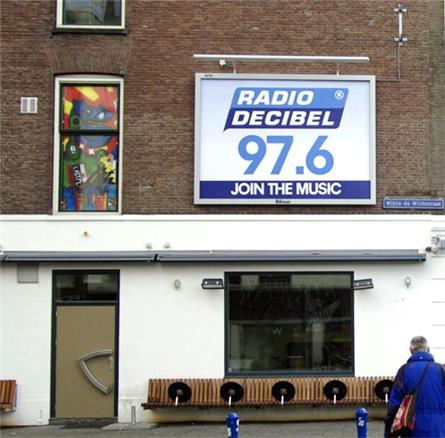 RADIO
DECIBEL
R
97.6
JOIN THE MUSIC
Witte de Withstraat